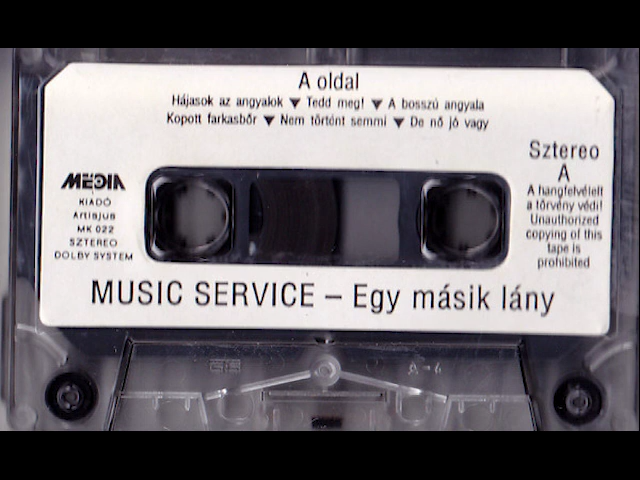 A oldal
Hájasok az angyalok ▼ Tedd meg! ▼ A bosszú angyala
Kopott farkasbőr ▼ Nem történt semmi ▼ De nő jó vagy
Sztereo
A
A hangfelvételt
a törvény védi!
Unauthorized
copying of this
tape is
prohibited
MEDIA
KIADÓ
Artisjus
MK 022
SZTEREO
DOLBY SYSTEM
MUSIC SERVICE – Egy másik lány